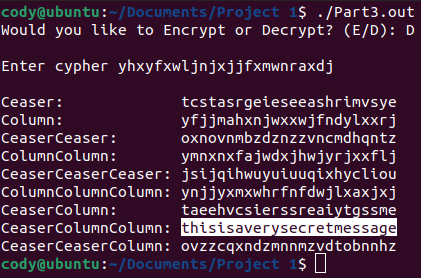 cody@ubuntu:~/Documents/Project 1$ ./Part3.out
Would you like to Encrypt or Decrypt? (E/D): D
Enter cypher yhxyfxwljnjxjjfxmwnraxdj
Ceaser: tcstasrgeieseeashrimvsye
Column: yfjjmahxnjwxxwjfndylxxrj
CeaserCeaser: oxnovnmbzdznzzvncmdhqntz
ColumnColumn: ymnxnxfajwdxjhwjyrjxxflj
CeaserCeaserCeaser: jsijqihwuyuiuuqixhycliou
ColumnColumnColumn: ynjjyxmxwhrfnfdwjlxaxjxj
CeaserColumn: taeehvcsierssreaiytgssme
CeaserColumnColumn: thisisaverysecretmessage
CeaserCeaserColumn: ovzzcqxndzmnnmzvdtobnnhz
cody@ubuntu:~/Documents/Project 1$